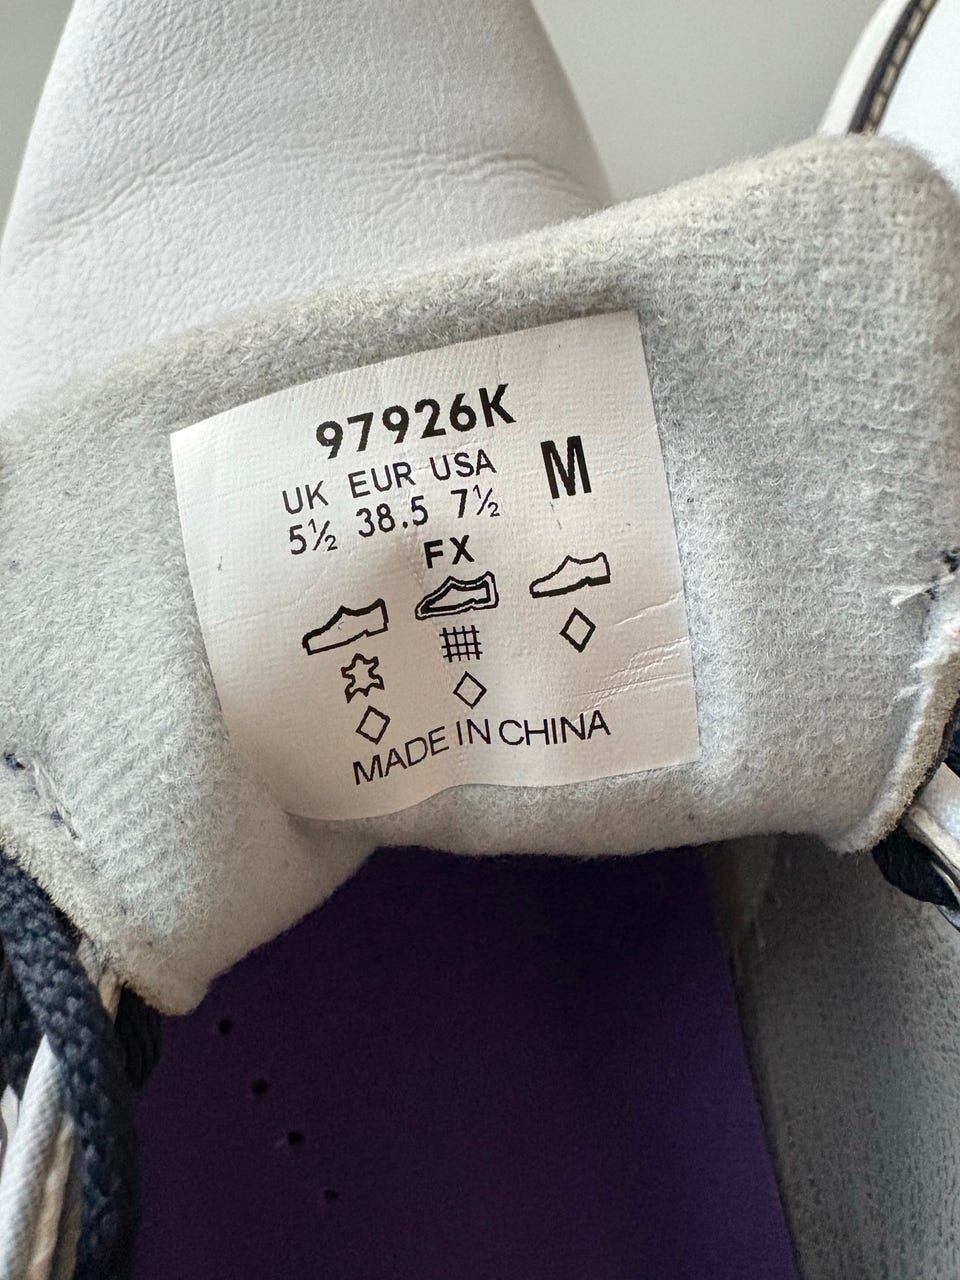 97926K
UK EUR USA M
5½ 38.5 7½
FX
MADE IN CHINA